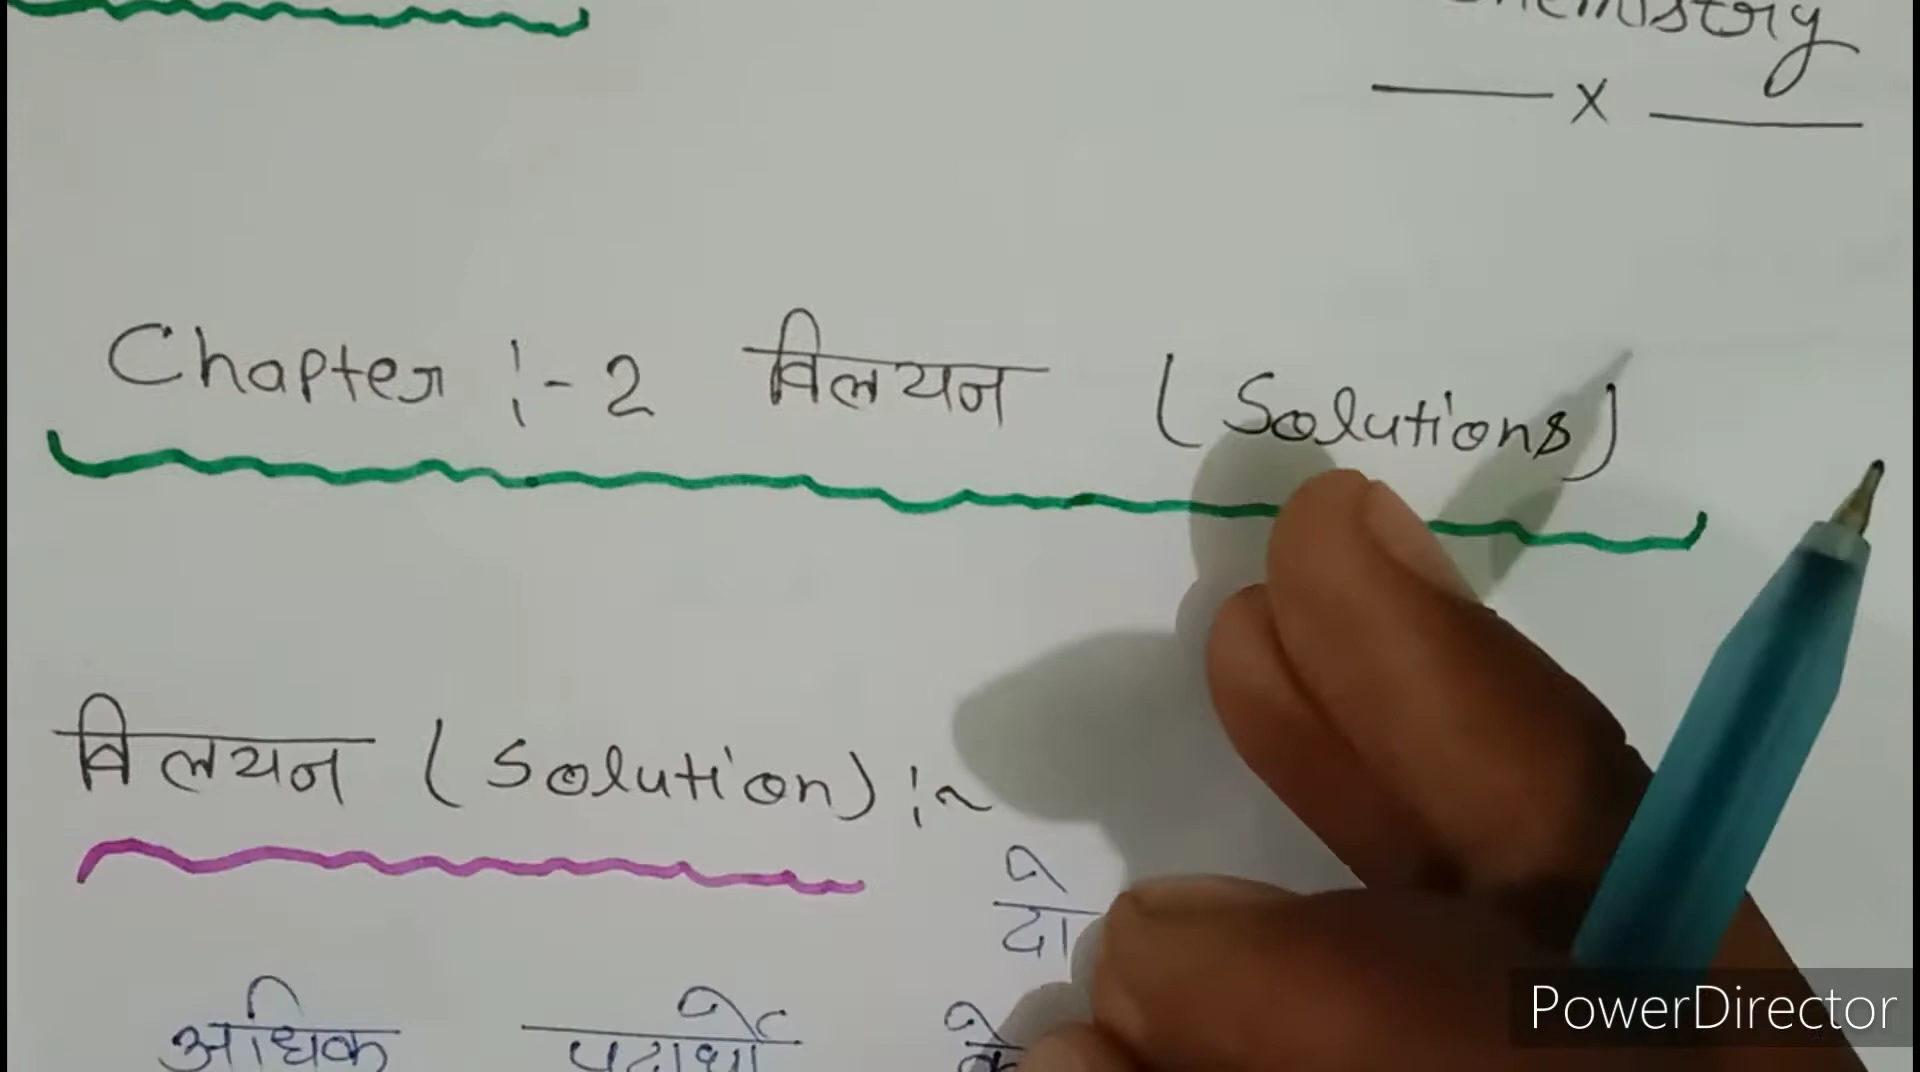 Chemistry
— x —
Chapter :- 2 विलयन (Solutions)
विलयन (Solution) :~
दो
अधिक पदार्थों के
PowerDirector